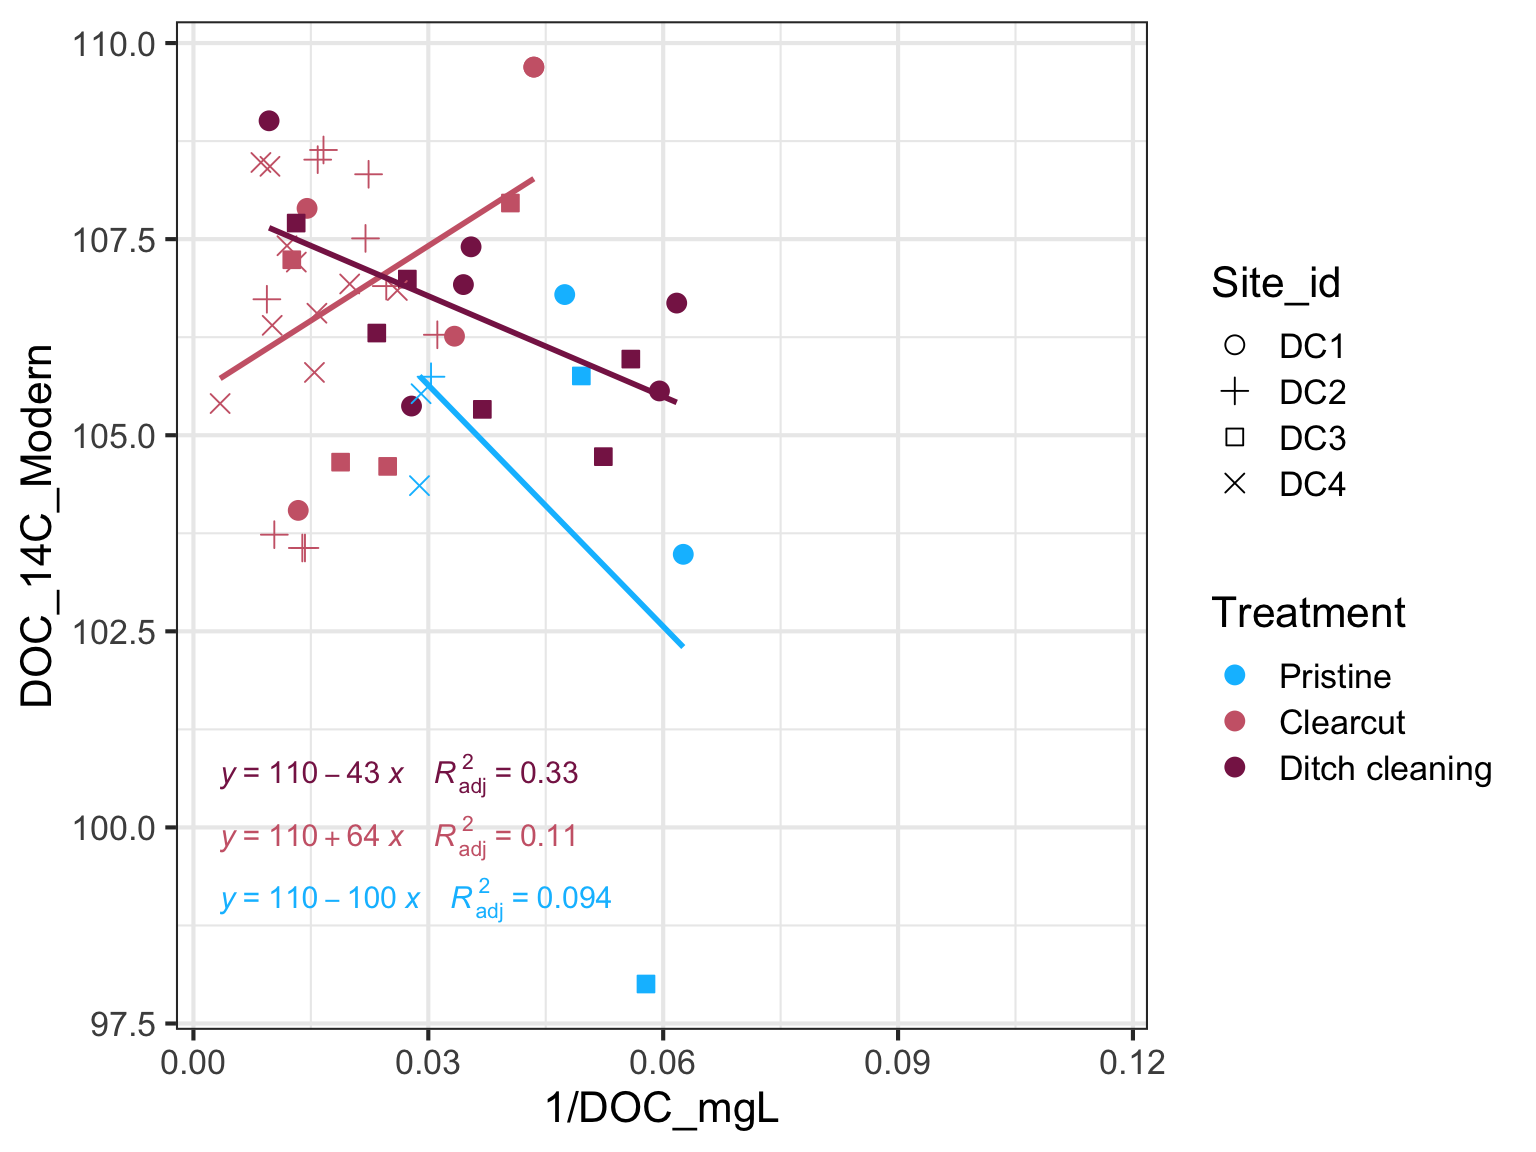 110.0
107.5
105.0
102.5
100.0
97.5
DOC_14C_Modern
y = 110 – 43 x R²adj = 0.33
y = 110 + 64 x R²adj = 0.11
y = 110 – 100 x R²adj = 0.094
0.00 0.03 0.06 0.09 0.12
1/DOC_mgL
Site_id
DC1
DC2
DC3
DC4
Treatment
Pristine
Clearcut
Ditch cleaning